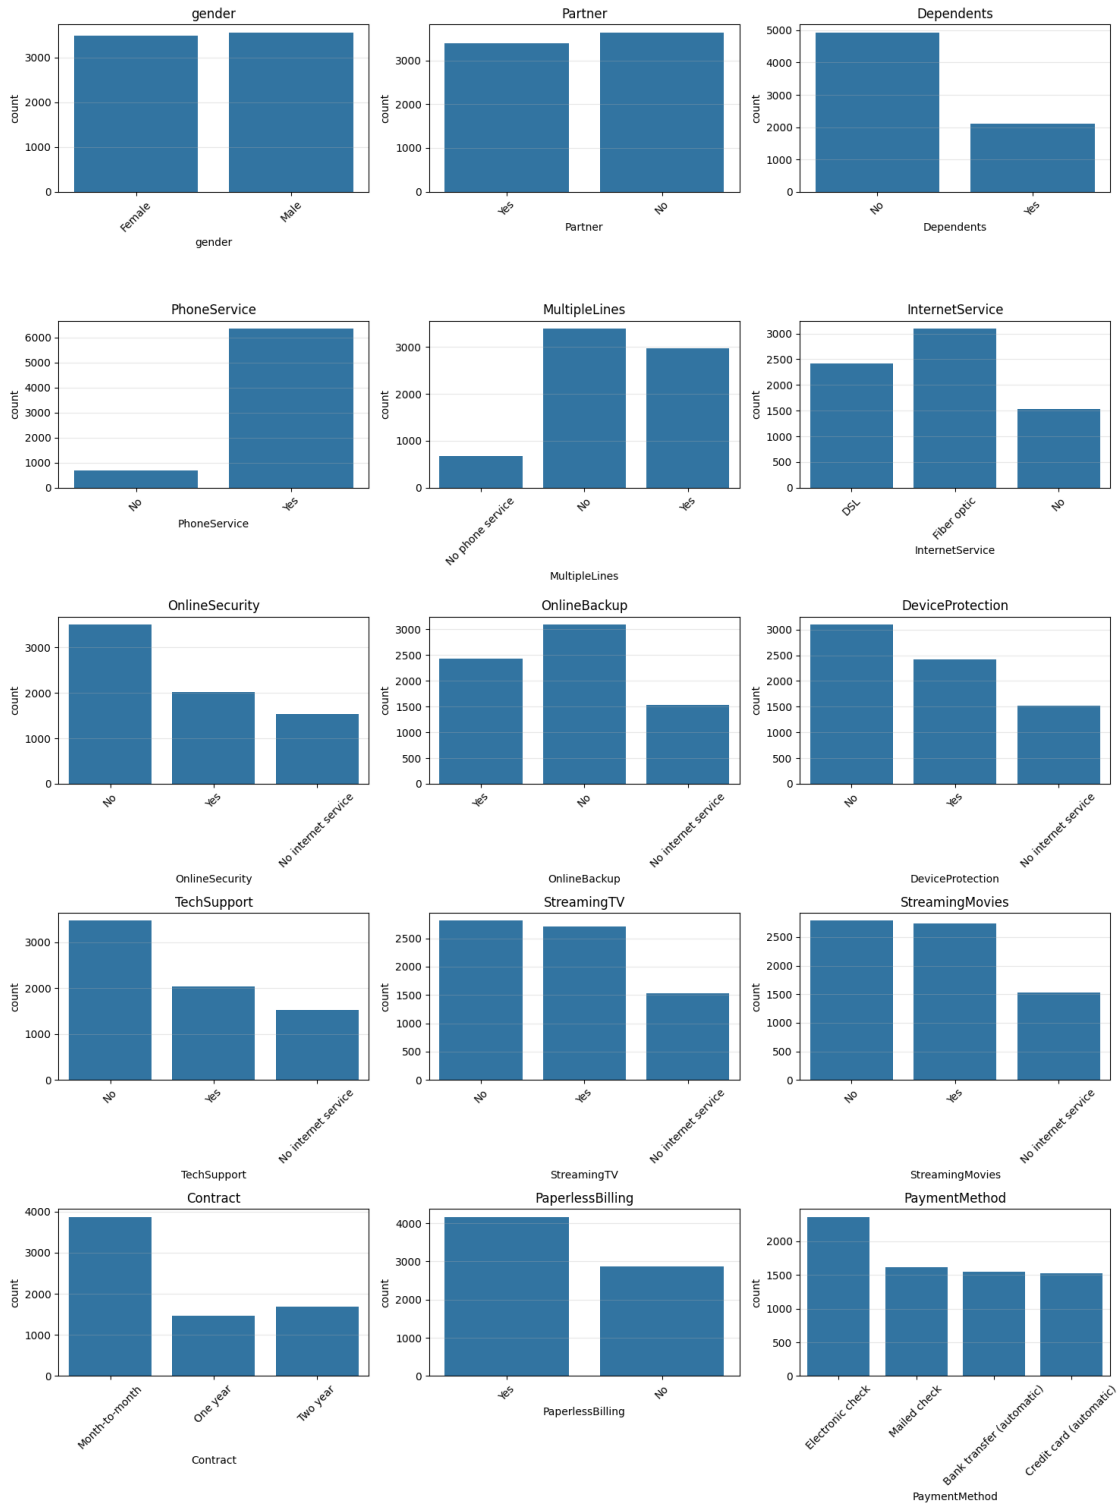 gender
Partner
Dependents
count
3000
2000
1000
0
Female
Male
gender
count
3000
2000
1000
0
Yes
No
Partner
count
5000
4000
3000
2000
1000
0
No
Yes
Dependents
PhoneService
MultipleLines
InternetService
count
6000
5000
4000
3000
2000
1000
0
No
Yes
PhoneService
count
3000
2000
1000
0
No phone service
No
Yes
MultipleLines
count
3000
2500
2000
1500
1000
500
0
DSL
Fiber optic
No
InternetService
OnlineSecurity
OnlineBackup
DeviceProtection
count
3000
2000
1000
0
No
Yes
No internet service
OnlineSecurity
count
3000
2500
2000
1500
1000
500
0
Yes
No
No internet service
OnlineBackup
count
3000
2500
2000
1500
1000
500
0
No
Yes
No internet service
DeviceProtection
TechSupport
StreamingTV
StreamingMovies
count
3000
2000
1000
0
No
Yes
No internet service
TechSupport
count
2500
2000
1500
1000
500
0
No
Yes
No internet service
StreamingTV
count
2500
2000
1500
1000
500
0
No
Yes
No internet service
StreamingMovies
Contract
PaperlessBilling
PaymentMethod
count
4000
3000
2000
1000
0
Month-to-month
One year
Two year
Contract
count
4000
3000
2000
1000
0
Yes
No
PaperlessBilling
count
2000
1500
1000
500
0
Electronic check
Mailed check
Bank transfer (automatic)
Credit card (automatic)
PaymentMethod